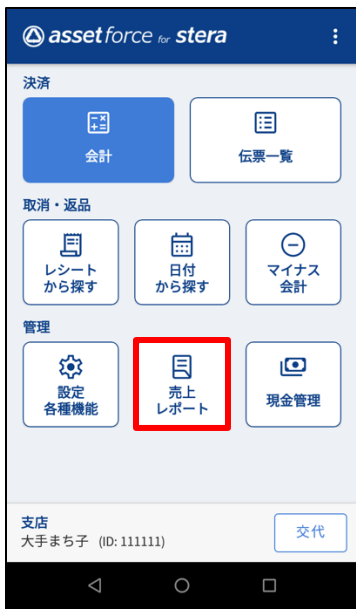 assetforce for stera
決済
会計
伝票一覧
取消・返品
レシート
から探す
日付
から探す
マイナス
会計
管理
設定
各種機能
売上
レポート
現金管理
支店
大手まち子 (ID: 111111)
交代